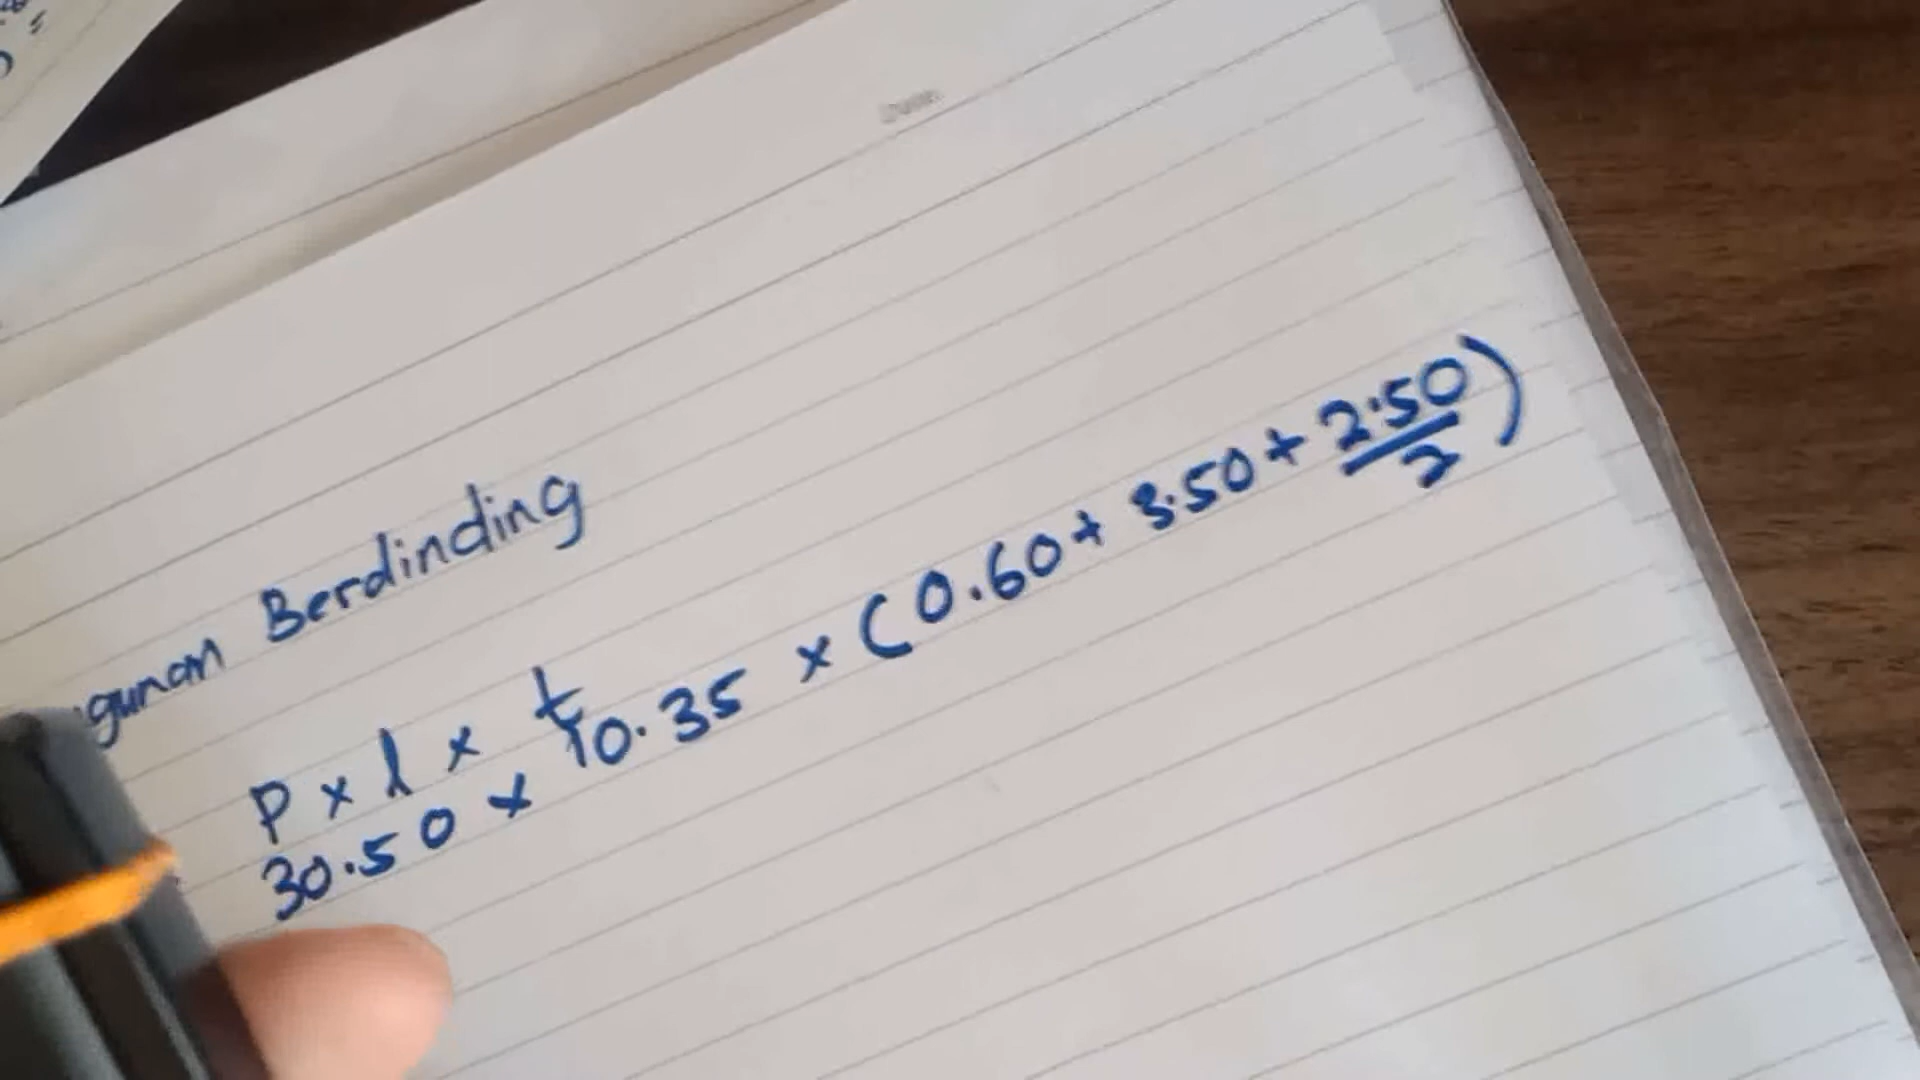 gunan Berdinding
P x l x t
30.50 x 10.35 x (0.60 + 3.50 + 2.50/2)